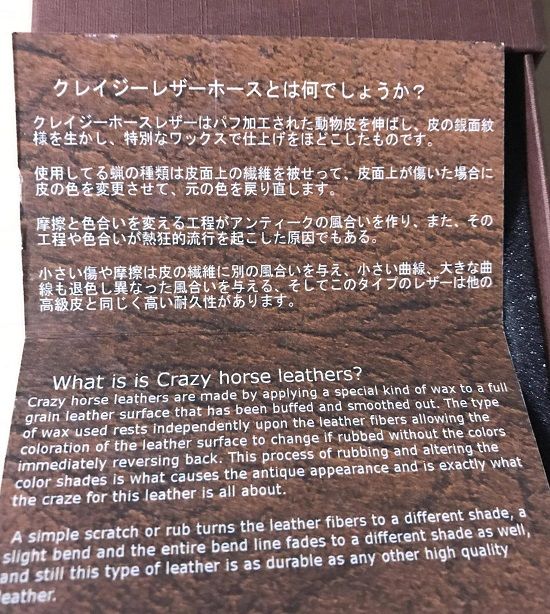 クレイジーレザーホースとは何でしょうか？
クレイジーホースレザーはバフ加工された動物皮を伸ばし、皮の銀面紋
様を生かし、特別なワックスで仕上げをほどこしたものです。
使用してる蝋の種類は皮面上の繊維を被せって、皮面上が傷いた場合に
皮の色を変更させて、元の色を戻り直します。
摩擦と色合いを変える工程がアンティークの風合いを作り、また、その
工程や色合いが熱狂的流行を起こした原因でもある。
小さい傷や摩擦は皮の繊維に別の風合いを与え、小さい曲線、大きな曲
線も退色し異なった風合いを与える、そしてこのタイプのレザーは他の
高級皮と同じく高い耐久性があります。
What is is Crazy horse leathers?
Crazy horse leathers are made by applying a special kind of wax to a full
grain leather surface that has been buffed and smoothed out. The type
of wax used rests independently upon the leather fibers allowing the
coloration of the leather surface to change if rubbed without the colors
immediately reversing back. This process of rubbing and altering the
color shades is what causes the antique appearance and is exactly what
the craze for this leather is all about.
A simple scratch or rub turns the leather fibers to a different shade, a
slight bend and the entire bend line fades to a different shade as well,
and still this type of leather is as durable as any other high quality
leather.